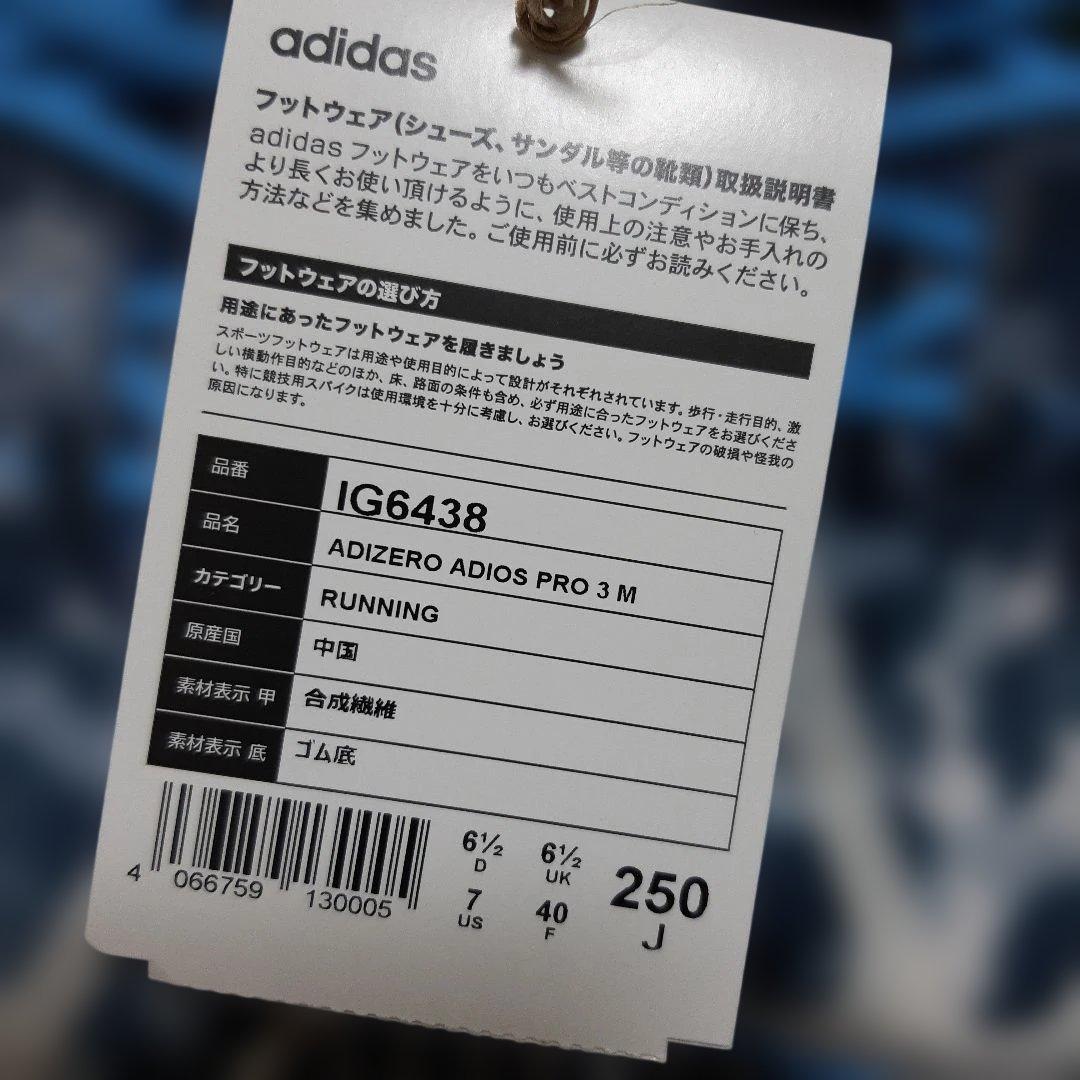 adidas
フットウェア(シューズ、サンダル等の靴類)取扱説明書
adidas フットウェアをいつもベストコンディションに保ち、
より長くお使い頂けるように、使用上の注意やお手入れの
方法などを集めました。ご使用前に必ずお読みください。
フットウェアの選び方
用途にあったフットウェアを履きましょう
スポーツフットウェアは用途や使用目的によって設計がそれぞれされています。歩行・走行目的、激
しい横動作目的などのほか、床、路面の条件も含め、必ず用途に合ったフットウェアをお選びくださ
い。特に競技用スパイクは使用環境を十分に考慮し、お選びください。フットウェアの破損や怪我の
原因になります。
品番 IG6438
品名 ADIZERO ADIOS PRO 3 M
カテゴリー RUNNING
原産国 中国
素材表示 甲 合成繊維
素材表示 底 ゴム底
4 066759 130005
6½ 6½ 250
D UK J
7 40
US F